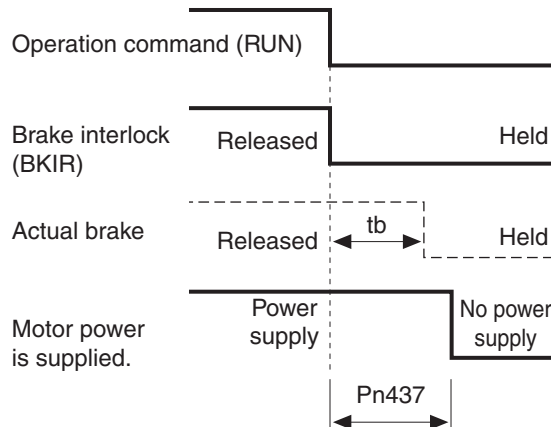 Operation command (RUN)
Brake interlock
(BKIR)
Released
Held
Actual brake
Released
tb
Held
Motor power
is supplied.
Power
supply
No power
supply
Pn437